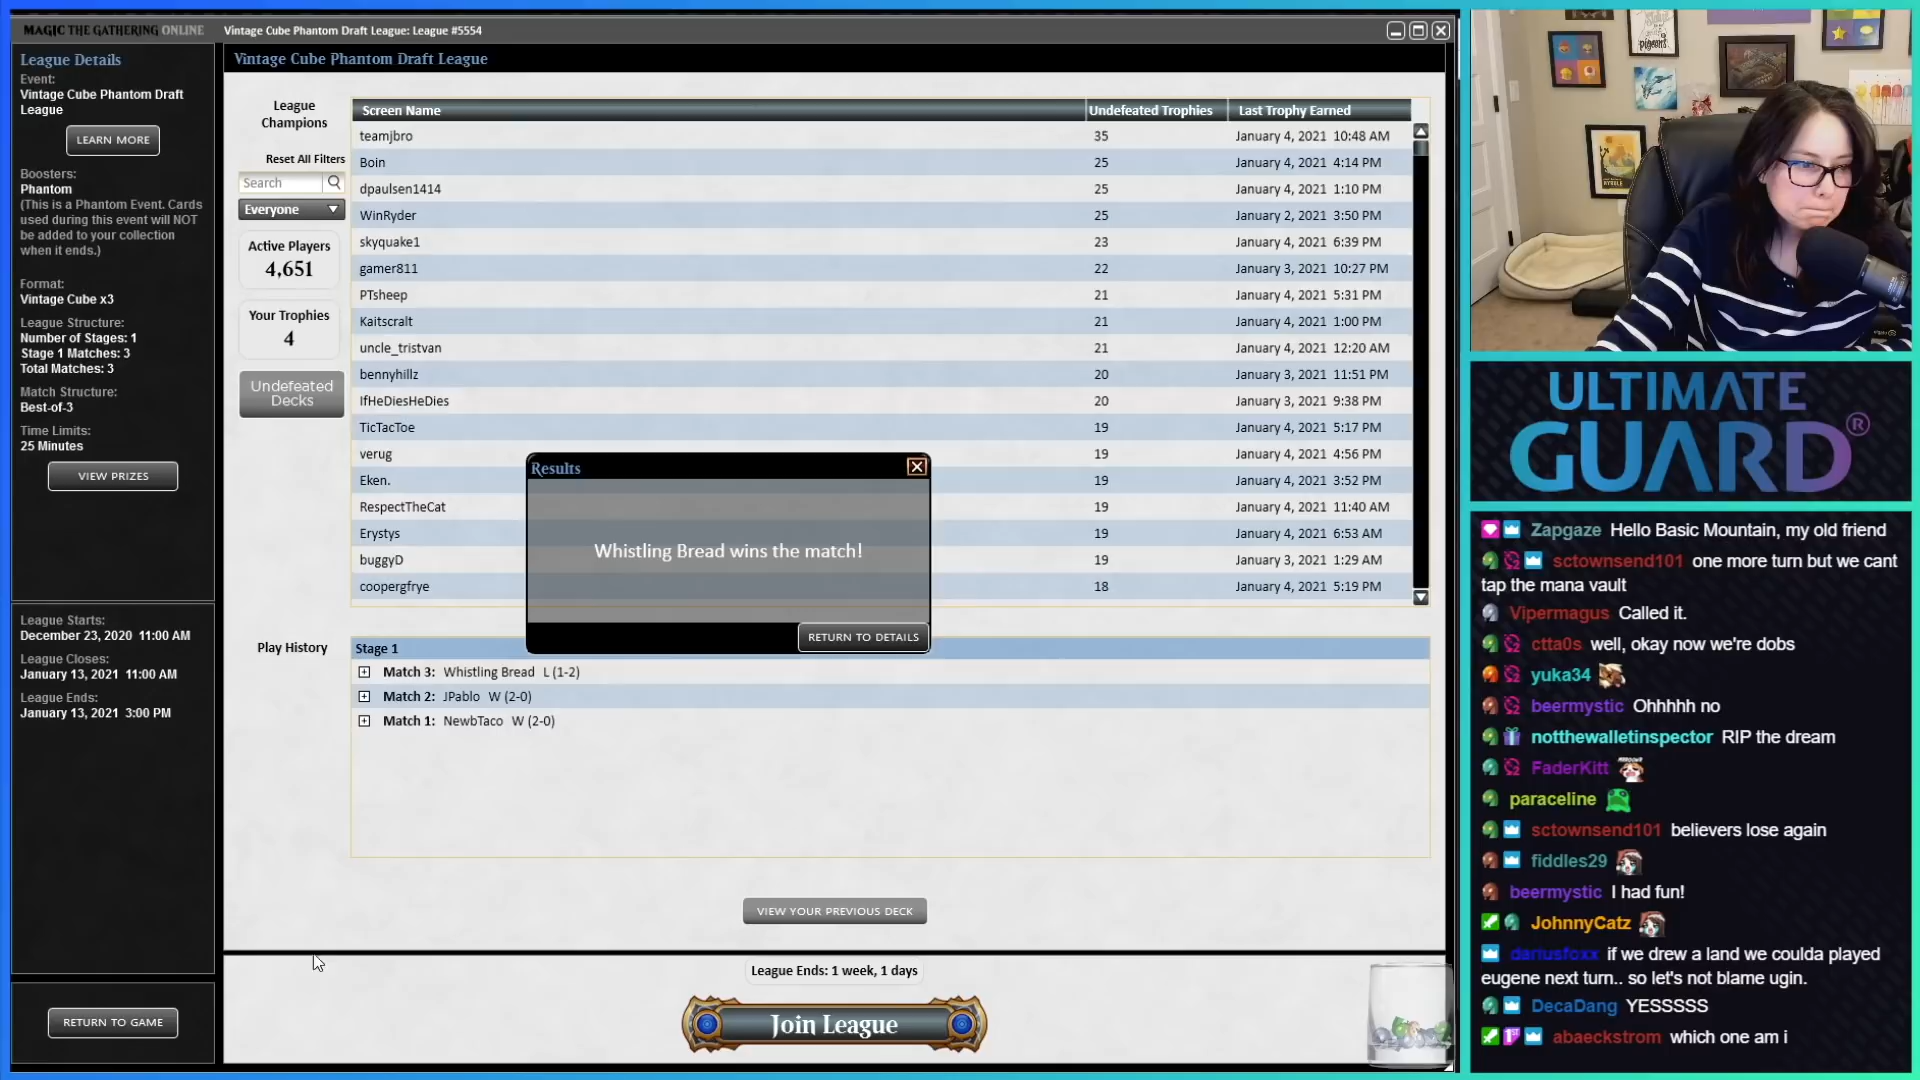 MAGIC THE GATHERING ONLINE
Vintage Cube Phantom Draft League: League #5554
League Details
Event:
Vintage Cube Phantom Draft
League
LEARN MORE
Boosters:
Phantom
(This is a Phantom Event. Cards
used during this event will NOT
be added to your collection
when it ends.)
Format:
Vintage Cube x3
League Structure:
Number of Stages: 1
Stage 1 Matches: 3
Total Matches: 3
Match Structure:
Best-of-3
Time Limits:
25 Minutes
VIEW PRIZES
League Starts:
December 23, 2020 11:00 AM
League Closes:
January 13, 2021 11:00 AM
League Ends:
January 13, 2021 3:00 PM
RETURN TO GAME
Vintage Cube Phantom Draft League
League
Champions
Reset All Filters
Search
Everyone
Active Players
4,651
Your Trophies
4
Undefeated
Decks
Screen Name Undefeated Trophies Last Trophy Earned
teamjbro 35 January 4, 2021 10:48 AM
Boin 25 January 4, 2021 4:14 PM
dpaulsen1414 25 January 4, 2021 1:10 PM
WinRyder 25 January 2, 2021 3:50 PM
skyquake1 23 January 4, 2021 6:39 PM
gamer811 22 January 3, 2021 10:27 PM
PTsheep 21 January 4, 2021 5:31 PM
Kaitscralt 21 January 4, 2021 1:00 PM
uncle_tristvan 21 January 4, 2021 12:20 AM
bennyhillz 20 January 3, 2021 11:51 PM
IfHeDiesHeDies 20 January 3, 2021 9:38 PM
TicTacToe 19 January 4, 2021 5:17 PM
verug 19 January 4, 2021 4:56 PM
Eken. 19 January 4, 2021 3:52 PM
RespectTheCat 19 January 4, 2021 11:40 AM
Erystys 19 January 4, 2021 6:53 AM
buggyD 19 January 3, 2021 1:29 AM
coopergfrye 18 January 4, 2021 5:19 PM
Results
Whistling Bread wins the match!
RETURN TO DETAILS
Play History
Stage 1
Match 3: Whistling Bread L (1-2)
Match 2: JPablo W (2-0)
Match 1: NewbTaco W (2-0)
VIEW YOUR PREVIOUS DECK
League Ends: 1 week, 1 days
Join League
ULTIMATE
GUARD®
Zapgaze Hello Basic Mountain, my old friend
sctownsend101 one more turn but we cant
tap the mana vault
Vipermagus Called it.
ctta0s well, okay now we're dobs
yuka34
beermystic Ohhhhh no
notthewalletinspector RIP the dream
FaderKitt
paraceline
sctownsend101 believers lose again
fiddles29
beermystic I had fun!
JohnnyCatz
dariusfoxx if we drew a land we coulda played
eugene next turn.. so let's not blame ugin.
DecaDang YESSSSS
abaeckstrom which one am i